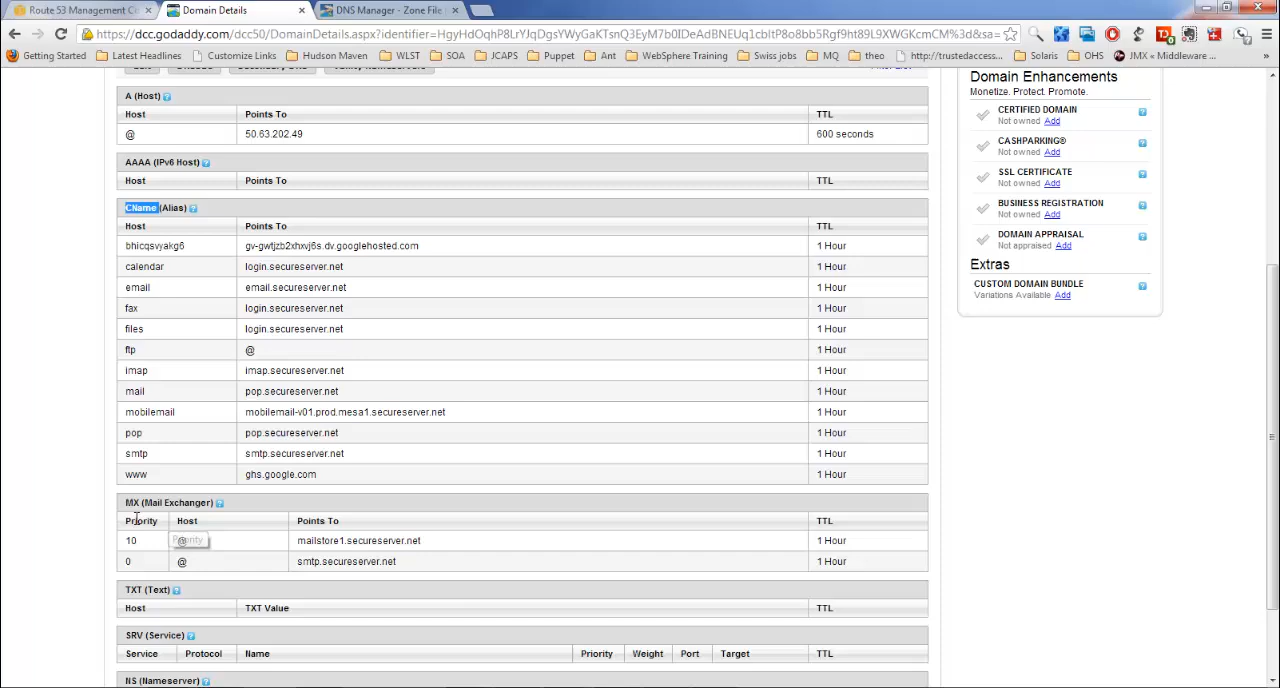 Route 53 Management C
Domain Details
DNS Manager - Zone File
https://dcc.godaddy.com/dcc50/DomainDetails.aspx?identifier=HgyHdOqhP8LrYJqDgsYWyGaKTsnQ3EyM7b0IDeAdBNEUq1cbltP8o8bb5Rgf9ht89L9XWGKcmCM%3d&sa=
Getting Started
Latest Headlines
Customize Links
Hudson Maven
WLST
SOA
JCAPS
Puppet
Ant
WebSphere Training
Swiss jobs
MQ
theo
http://trustedaccess...
Solaris
OHS
JMX « Middleware ...
»
A (Host)
Host Points To TTL
@ 50.63.202.49 600 seconds
AAAA (IPv6 Host)
Host Points To TTL
CName (Alias)
Host Points To TTL
bhicqsvyakg6 gv-gwtjzb2xhxvj6s.dv.googlehosted.com 1 Hour
calendar login.secureserver.net 1 Hour
email email.secureserver.net 1 Hour
fax login.secureserver.net 1 Hour
files login.secureserver.net 1 Hour
ftp @ 1 Hour
imap imap.secureserver.net 1 Hour
mail pop.secureserver.net 1 Hour
mobilemail mobilemail-v01.prod.mesa1.secureserver.net 1 Hour
pop pop.secureserver.net 1 Hour
smtp smtp.secureserver.net 1 Hour
www ghs.google.com 1 Hour
MX (Mail Exchanger)
Priority Host Points To TTL
10 @ mailstore1.secureserver.net 1 Hour
Priority
0 @ smtp.secureserver.net 1 Hour
TXT (Text)
Host TXT Value TTL
SRV (Service)
Service Protocol Name Priority Weight Port Target TTL
NS (Nameserver)
Domain Enhancements
Monetize. Protect. Promote.
CERTIFIED DOMAIN
Not owned Add
CASHPARKING®
Not owned Add
SSL CERTIFICATE
Not owned Add
BUSINESS REGISTRATION
Not owned Add
DOMAIN APPRAISAL
Not appraised Add
Extras
CUSTOM DOMAIN BUNDLE
Variations Available Add